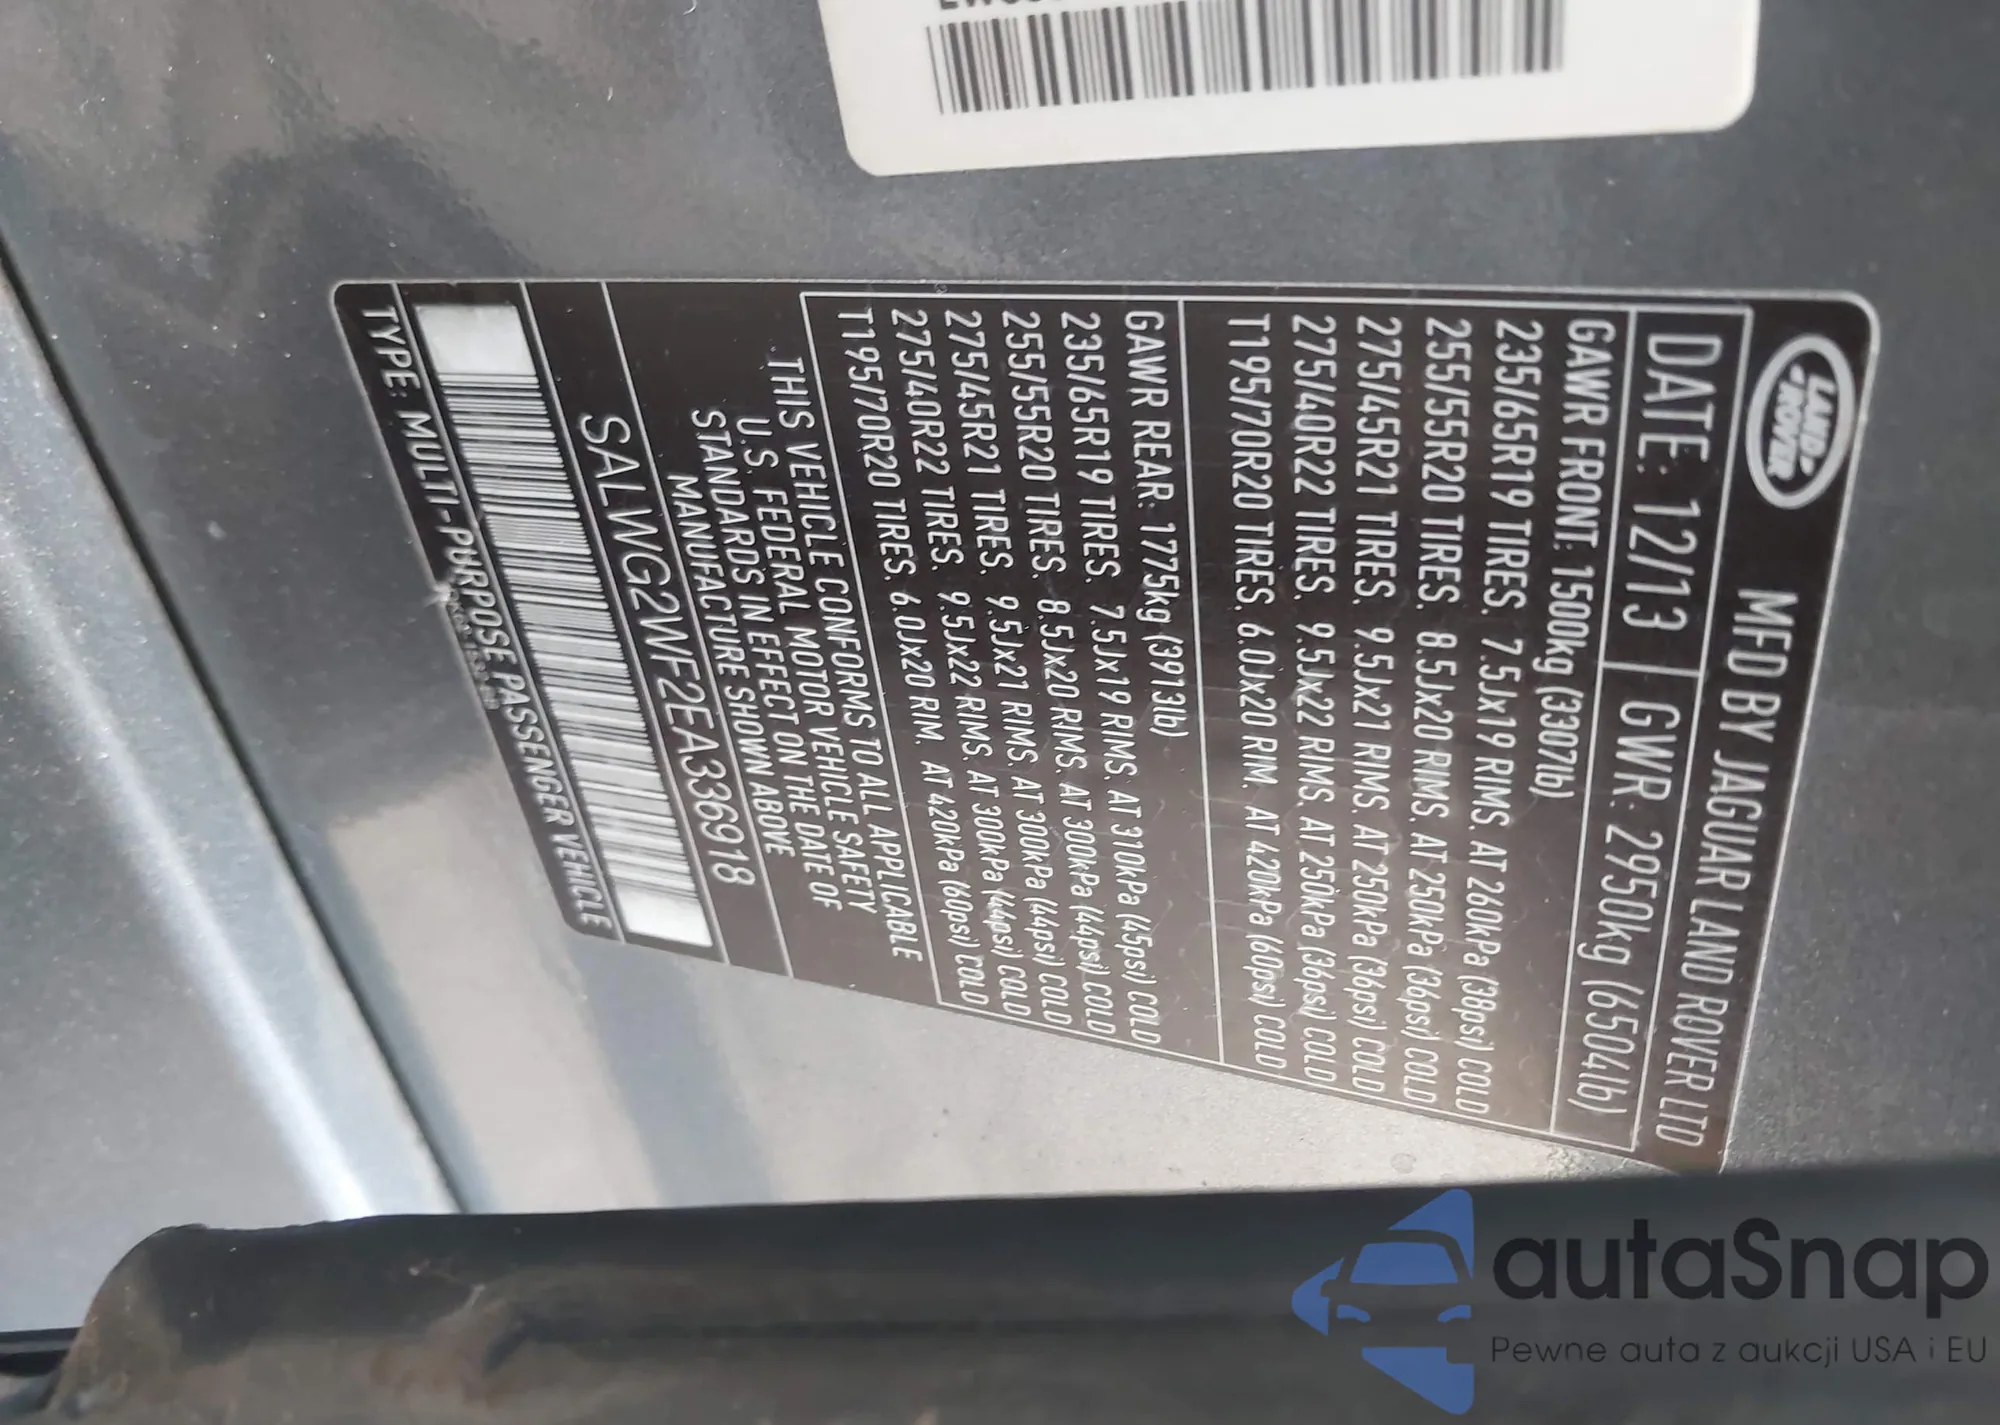 LAND
ROVER
MFD BY JAGUAR LAND ROVER LTD
DATE: 12/13 GWR: 2950kg (6504lb)
GAWR FRONT: 1500kg (3307lb)
235/65R19 TIRES. 7.5Jx19 RIMS. AT 260kPa (38psi) COLD
255/55R20 TIRES. 8.5Jx20 RIMS. AT 250kPa (36psi) COLD
275/45R21 TIRES. 9.5Jx21 RIMS. AT 250kPa (36psi) COLD
275/40R22 TIRES. 9.5Jx22 RIMS. AT 250kPa (36psi) COLD
T195/70R20 TIRES. 6.0Jx20 RIM. AT 420kPa (60psi) COLD
GAWR REAR: 1775kg (3913lb)
235/65R19 TIRES. 7.5Jx19 RIMS. AT 310kPa (45psi) COLD
255/55R20 TIRES. 8.5Jx20 RIMS. AT 300kPa (44psi) COLD
275/45R21 TIRES. 9.5Jx21 RIMS. AT 300kPa (44psi) COLD
275/40R22 TIRES. 9.5Jx22 RIMS. AT 300kPa (44psi) COLD
T195/70R20 TIRES. 6.0Jx20 RIM. AT 420kPa (60psi) COLD
THIS VEHICLE CONFORMS TO ALL APPLICABLE
U.S. FEDERAL MOTOR VEHICLE SAFETY
STANDARDS IN EFFECT ON THE DATE OF
MANUFACTURE SHOWN ABOVE
SALWG2WF2EA336918
TYPE: MULTI-PURPOSE PASSENGER VEHICLE
autaSnap
Pewne auta z aukcji USA i EU